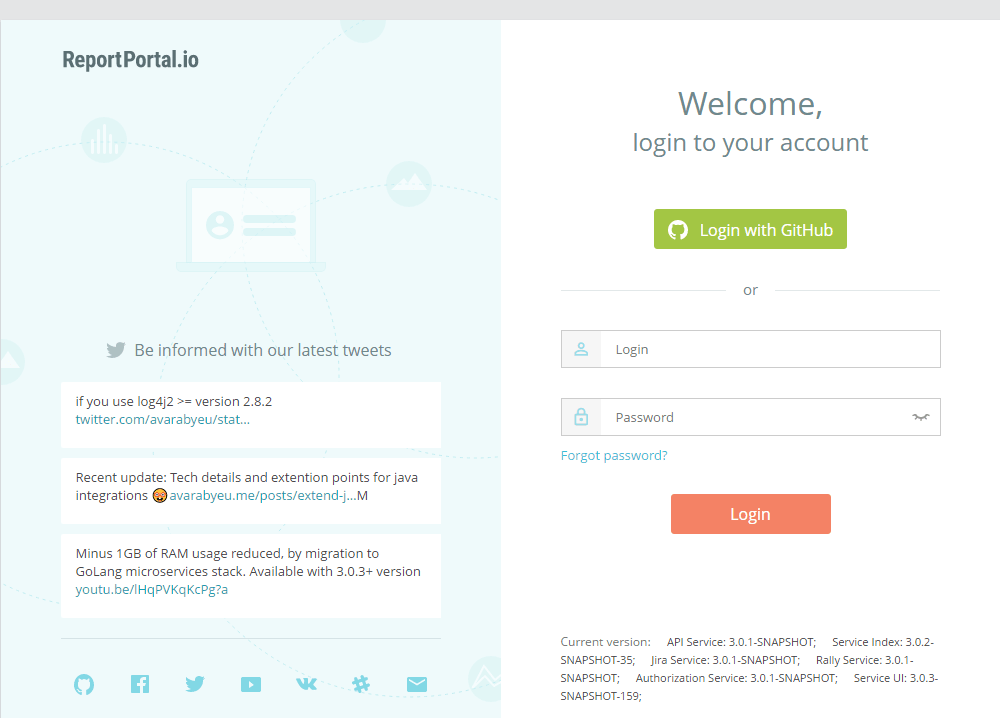 ReportPortal.io
Be informed with our latest tweets
if you use log4j2 >= version 2.8.2
twitter.com/avarabyeu/stat…
Recent update: Tech details and extention points for java
integrations 🤬avarabyeu.me/posts/extend-j…M
Minus 1GB of RAM usage reduced, by migration to
GoLang microservices stack. Available with 3.0.3+ version
youtu.be/lHqPVKqKcPg?a
Welcome,
login to your account
Login with GitHub
or
Login
Password
Forgot password?
Login
Current version: API Service: 3.0.1-SNAPSHOT; Service Index: 3.0.2-
SNAPSHOT-35; Jira Service: 3.0.1-SNAPSHOT; Rally Service: 3.0.1-
SNAPSHOT; Authorization Service: 3.0.1-SNAPSHOT; Service UI: 3.0.3-
SNAPSHOT-159;